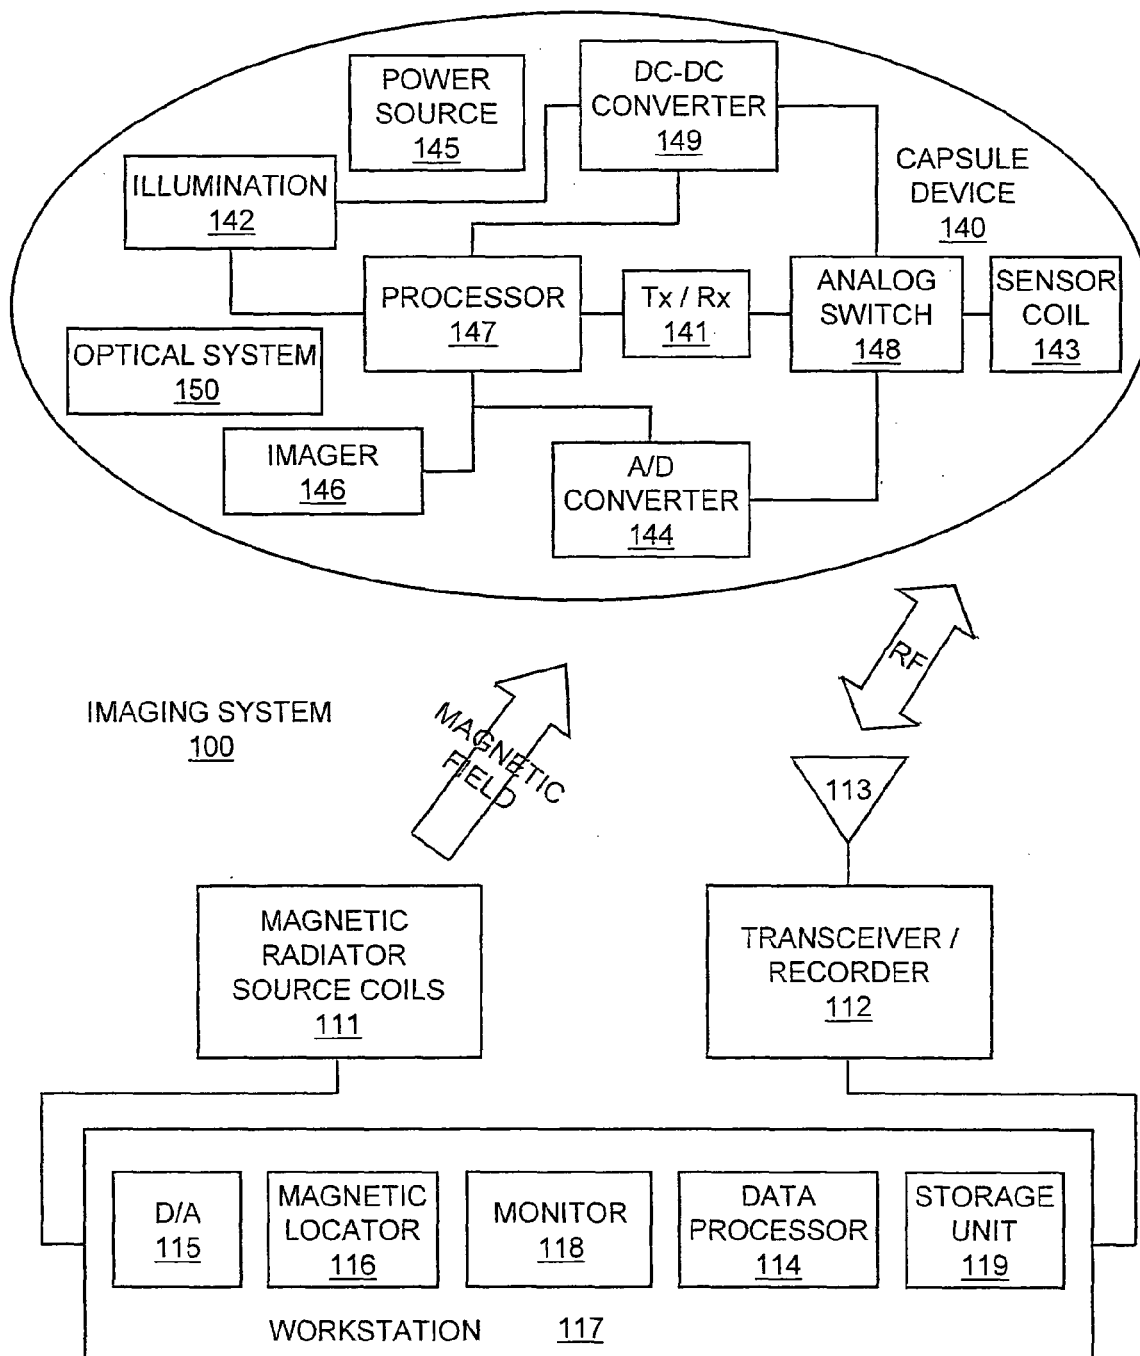 POWER
SOURCE
145
DC-DC
CONVERTER
149
ILLUMINATION
142
CAPSULE
DEVICE
140
PROCESSOR
147
Tx / Rx
141
ANALOG
SWITCH
148
SENSOR
COIL
143
OPTICAL SYSTEM
150
IMAGER
146
A/D
CONVERTER
144
RF
IMAGING SYSTEM
100
MAGNETIC
FIELD
113
MAGNETIC
RADIATOR
SOURCE COILS
111
TRANSCEIVER /
RECORDER
112
D/A
115
MAGNETIC
LOCATOR
116
MONITOR
118
DATA
PROCESSOR
114
STORAGE
UNIT
119
WORKSTATION 117